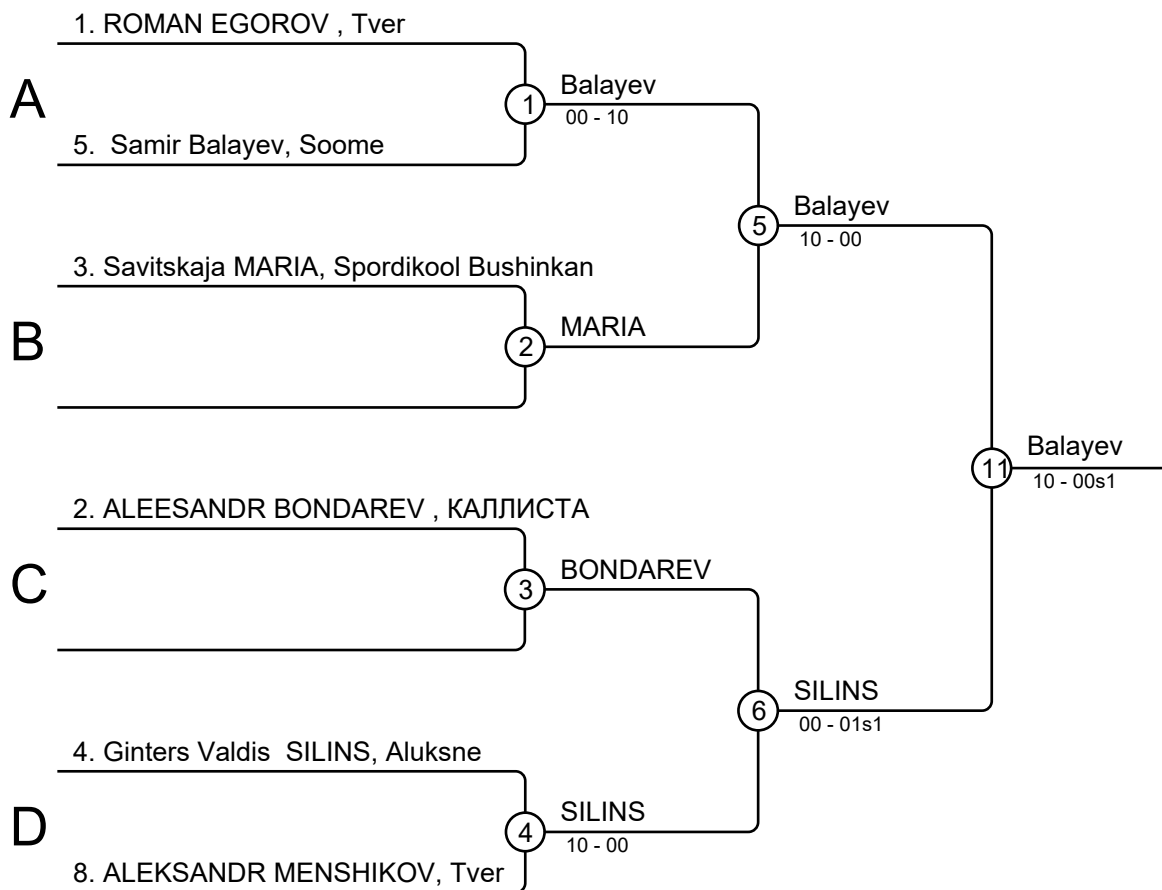 1. ROMAN EGOROV , Tver
A
1
Balayev
00 - 10
5. Samir Balayev, Soome
5
Balayev
10 - 00
3. Savitskaja MARIA, Spordikool Bushinkan
B
2
MARIA
11
Balayev
10 - 00s1
2. ALEESANDR BONDAREV , КАЛЛИСТА
C
3
BONDAREV
6
SILINS
00 - 01s1
4. Ginters Valdis SILINS, Aluksne
D
4
SILINS
10 - 00
8. ALEKSANDR MENSHIKOV, Tver